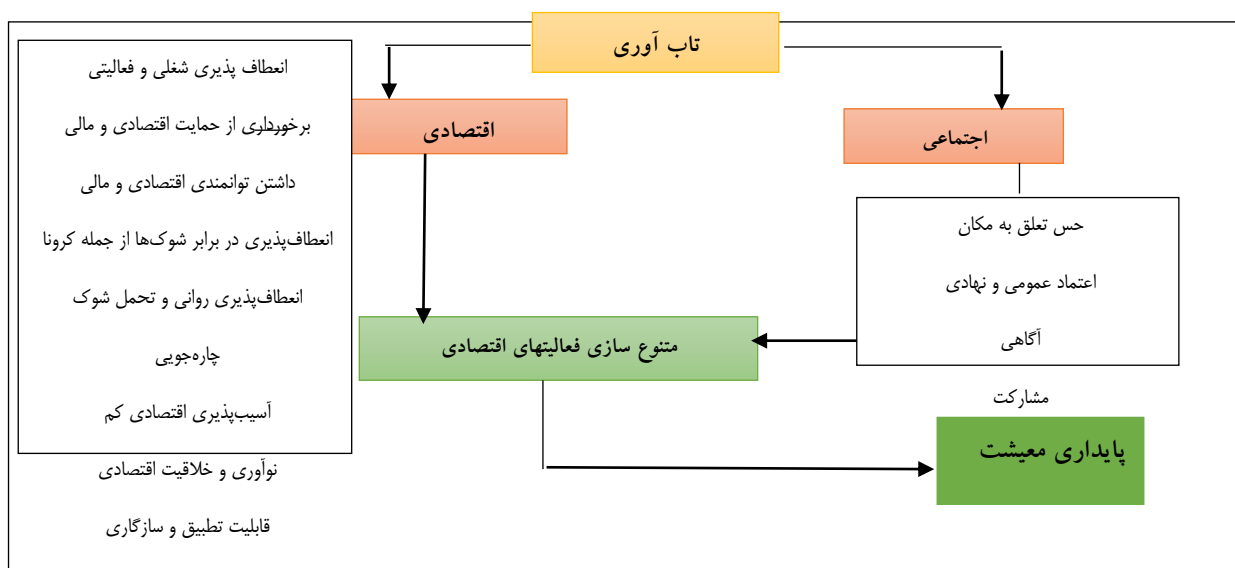 تاب آوری
اجتماعی
حس تعلق به مکان
اعتماد عمومی و نهادی
آگاهی
مشارکت
اقتصادی
انعطاف پذیری شغلی و فعالیتی
برخورداری از حمایت اقتصادی و مالی
داشتن توانمندی اقتصادی و مالی
انعطاف‌پذیری در برابر شوک‌ها از جمله کرونا
انعطاف‌پذیری روانی و تحمل شوک
چاره‌جویی
آسیب‌پذیری اقتصادی کم
نوآوری و خلاقیت اقتصادی
قابلیت تطبیق و سازگاری
متنوع سازی فعالیتهای اقتصادی
پایداری معیشت